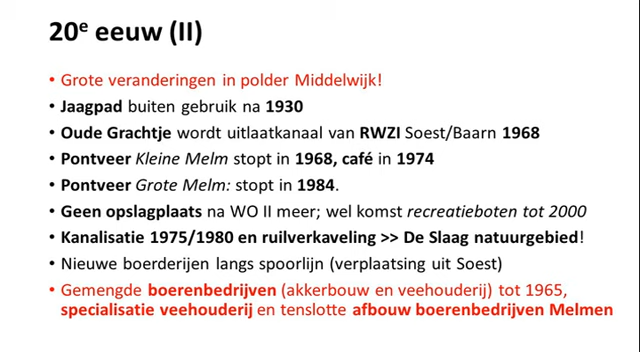 20e eeuw (II)
• Grote veranderingen in polder Middelwijk!
• Jaagpad buiten gebruik na 1930
• Oude Grachtje wordt uitlaatkanaal van RWZI Soest/Baarn 1968
• Pontveer Kleine Melm stopt in 1968, café in 1974
• Pontveer Grote Melm: stopt in 1984.
• Geen opslagplaats na WO II meer; wel komst recreatieboten tot 2000
• Kanalisatie 1975/1980 en ruilverkaveling >> De Slaag natuurgebied!
• Nieuwe boerderijen langs spoorlijn (verplaatsing uit Soest)
• Gemengde boerenbedrijven (akkerbouw en veehouderij) tot 1965,
specialisatie veehouderij en tenslotte afbouw boerenbedrijven Melmen